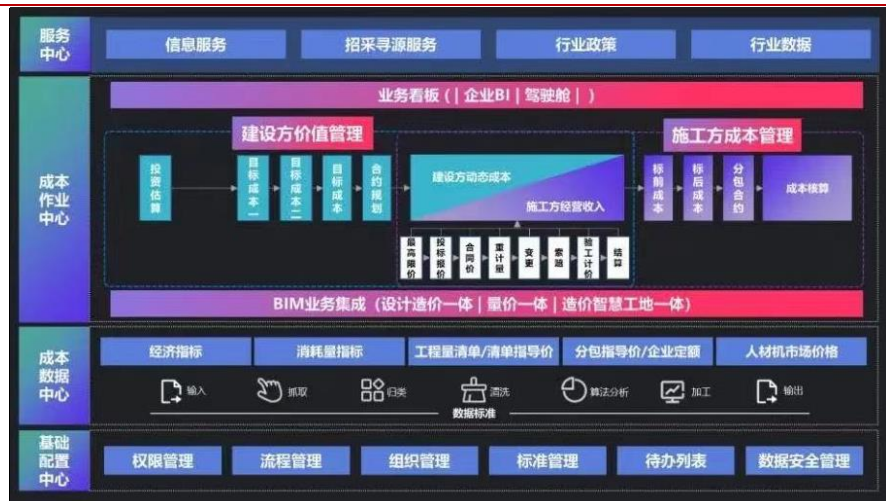 服务
中心
信息服务
招采寻源服务
行业政策
行业数据
成本
作业
中心
业务看板 ( | 企业BI | 驾驶舱 | )
建设方价值管理
施工方成本管理
投资估算
目标成本一
目标成本二
目标成本
合约规划
建设方动态成本
施工方经营收入
标前成本
标后成本
分包合约
成本核算
最高限价
投标报价
合同价
重计量
变更
索赔
验工计价
结算
BIM业务集成（设计造价一体 | 量价一体 | 造价智慧工地一体）
成本
数据
中心
经济指标
消耗量指标
工程量清单/清单指导价
分包指导价/企业定额
人材机市场价格
输入
抓取
归类
清洗
算法分析
加工
输出
数据标准
基础
配置
中心
权限管理
流程管理
组织管理
标准管理
待办列表
数据安全管理